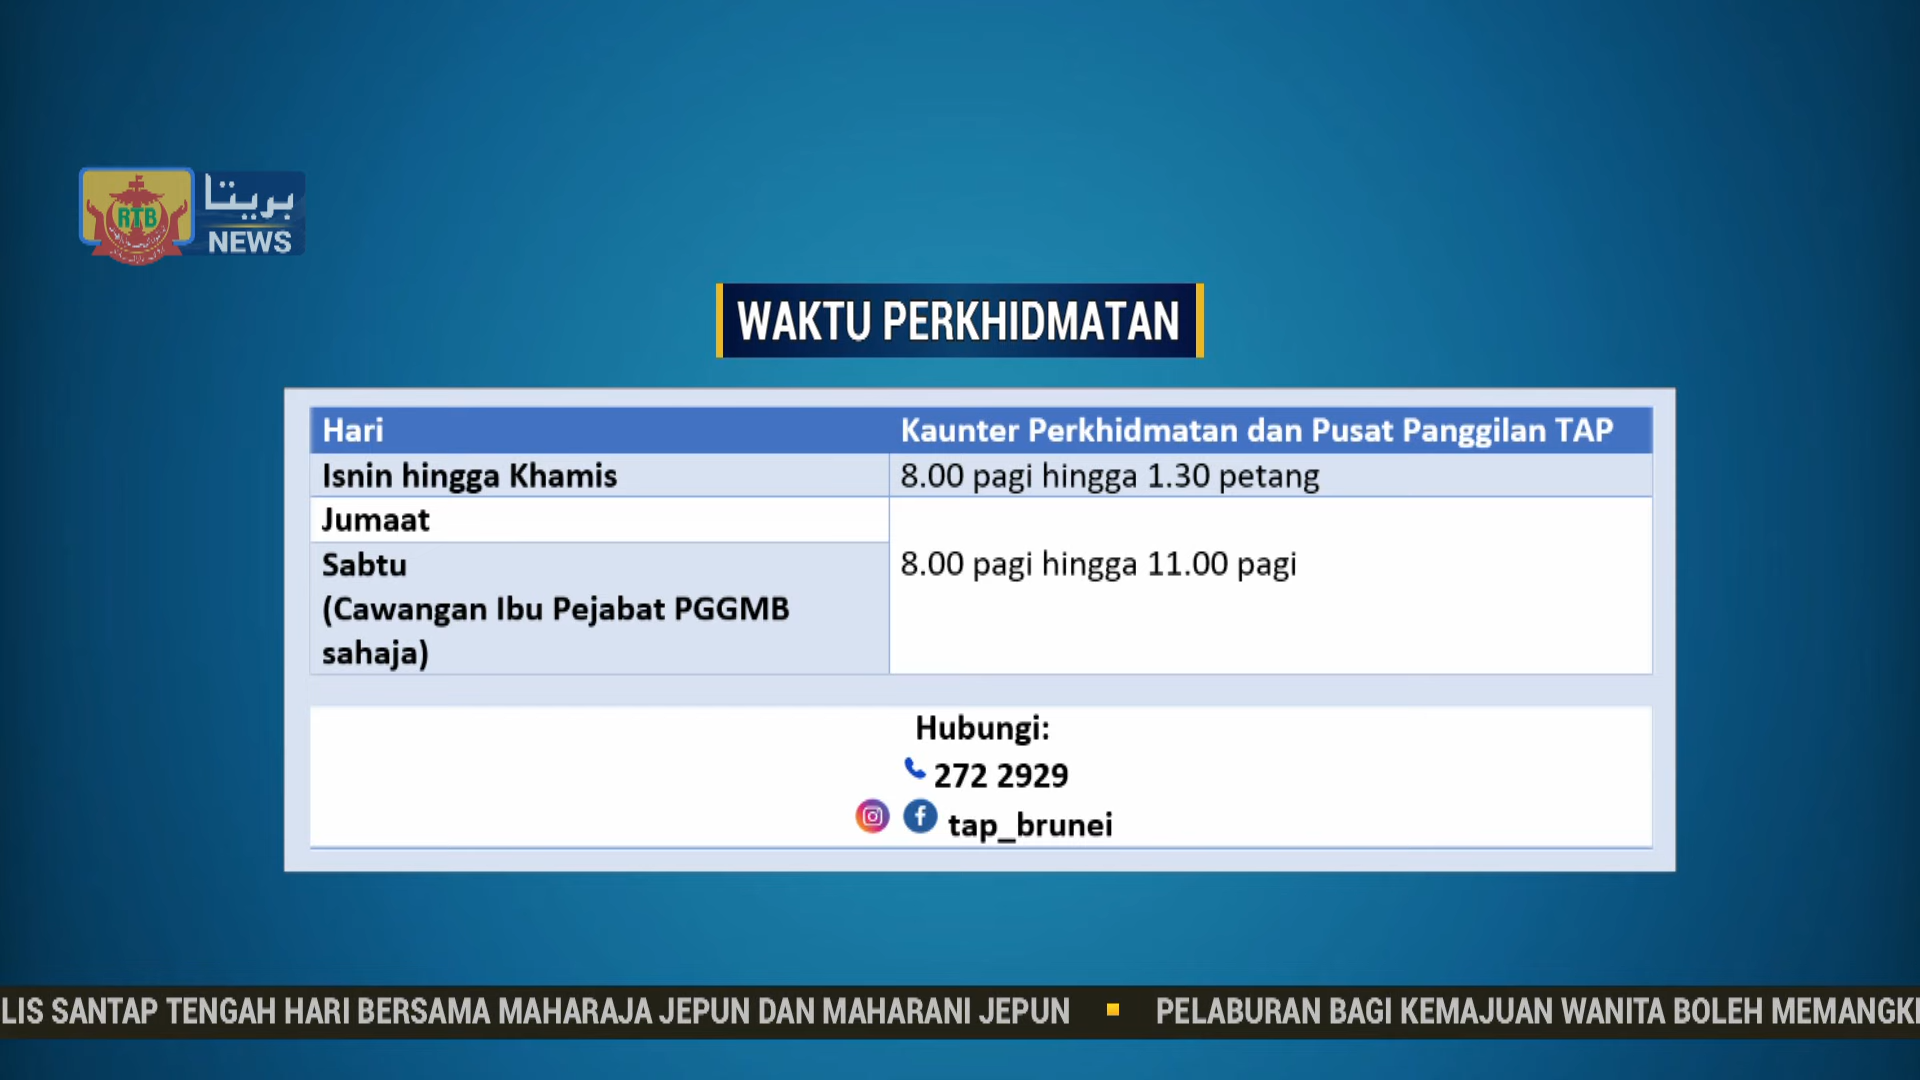 RTB
بريتا
NEWS
WAKTU PERKHIDMATAN
Hari
Kaunter Perkhidmatan dan Pusat Panggilan TAP
Isnin hingga Khamis
8.00 pagi hingga 1.30 petang
Jumaat
Sabtu
8.00 pagi hingga 11.00 pagi
(Cawangan Ibu Pejabat PGGMB
sahaja)
Hubungi:
272 2929
tap_brunei
LIS SANTAP TENGAH HARI BERSAMA MAHARAJA JEPUN DAN MAHARANI JEPUN ▪ PELABURAN BAGI KEMAJUAN WANITA BOLEH MEMANGKI